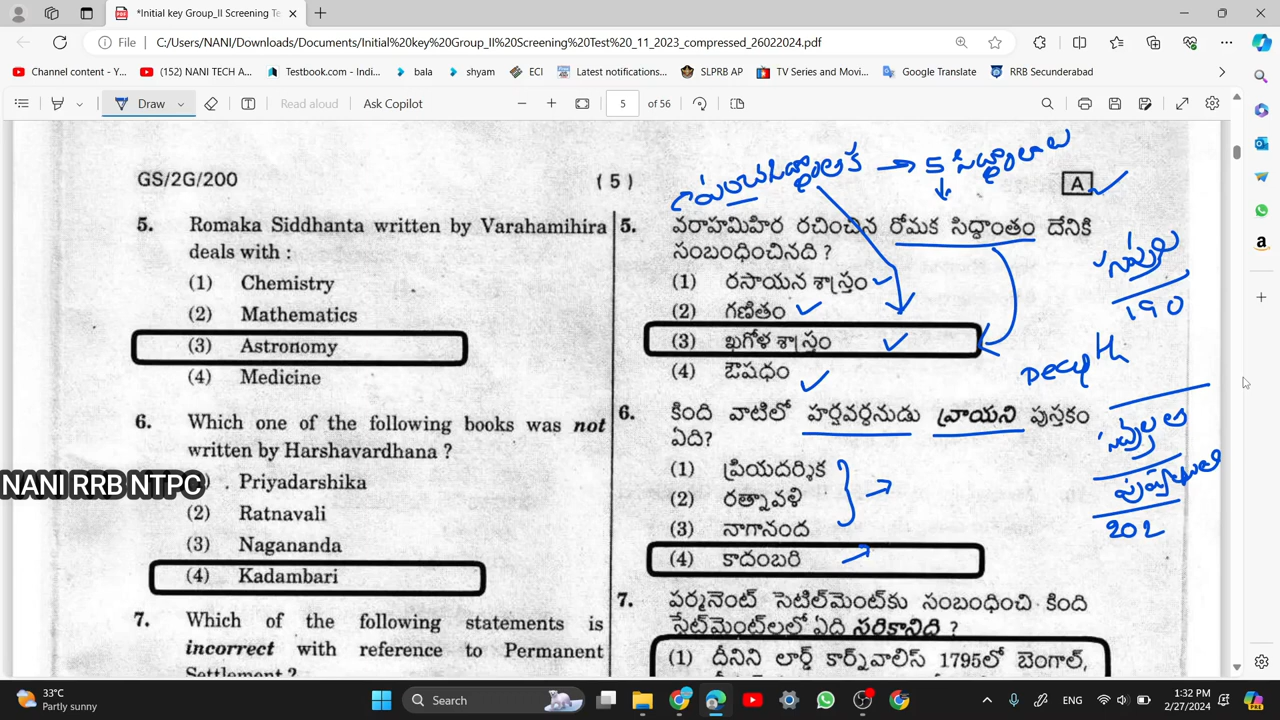 *Initial key Group_II Screening Te
File
C:/Users/NANI/Downloads/Documents/Initial%20key%20Group_II%20Screening%20Test%20_11_2023_compressed_26022024.pdf
Channel content - Y...
(152) NANI TECH A...
Testbook.com - Indi...
bala
shyam
ECI
Latest notifications...
SLPRB AP
TV Series and Movi...
Google Translate
RRB Secunderabad
Draw
Read aloud
Ask Copilot
5 of 56
GS/2G/200
( 5 )
A
5. Romaka Siddhanta written by Varahamihira
deals with :
(1) Chemistry
(2) Mathematics
(3) Astronomy
(4) Medicine
6. Which one of the following books was not
written by Harshavardhana ?
. Priyadarshika
(2) Ratnavali
(3) Nagananda
(4) Kadambari
7. Which of the following statements is
incorrect with reference to Permanent
Settlement ?
NANI RRB NTPC
→ 5
5. వరాహమిహిర రచించిన రోమక సిద్ధాంతం దేనికి
సంబంధించినది ?
(1) రసాయన శాస్త్రం
(2) గణితం
(3) ఖగోళ శాస్త్రం
(4) ఔషధం
6. కింది వాటిలో హర్షవర్ధనుడు వ్రాయని పుస్తకం
ఏది?
(1) ప్రియదర్శిక
(2) రత్నావళి
(3) నాగానంద
(4) కాదంబరి
7. పర్మనెంట్ సెటిల్‌మెంట్‌కు సంబంధించి కింది
సేట్‌మెంట్‌లలో ఏది సరికానిది ?
(1) దీనిని లార్డ్ కార్న్‌వాలిస్ 1795లో బెంగాల్,
190
202
33°C
Partly sunny
Search
ENG
1:32 PM
2/27/2024